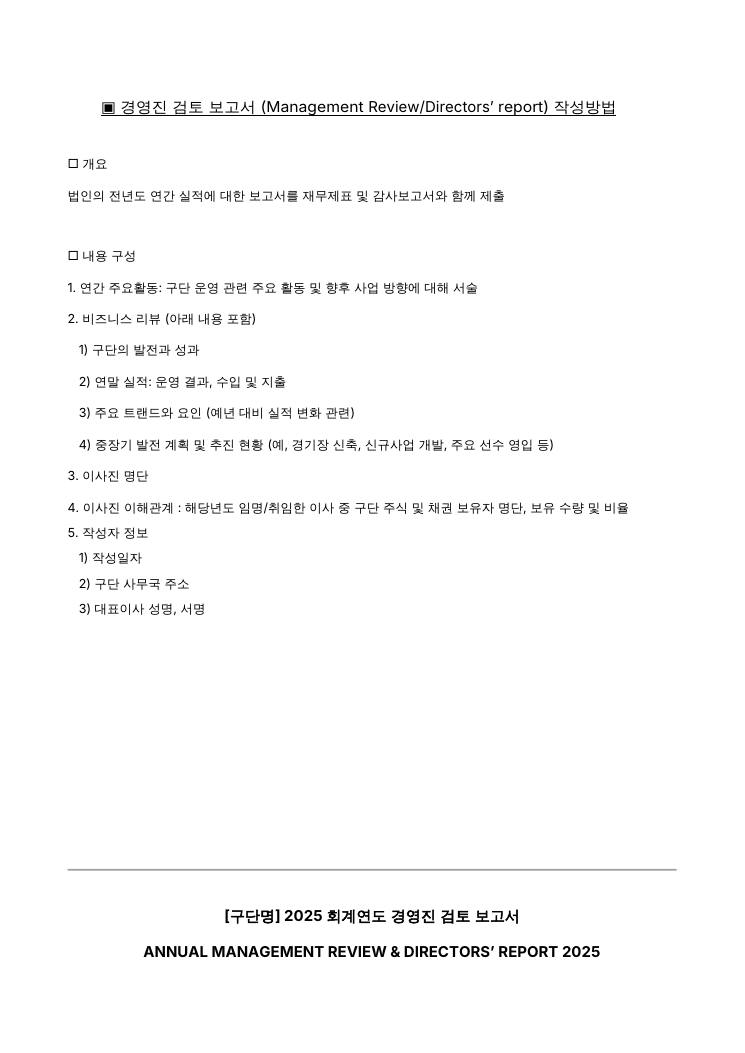 ▣ 경영진 검토 보고서 (Management Review/Directors’ report) 작성방법
□ 개요
법인의 전년도 연간 실적에 대한 보고서를 재무제표 및 감사보고서와 함께 제출
□ 내용 구성
1. 연간 주요활동: 구단 운영 관련 주요 활동 및 향후 사업 방향에 대해 서술
2. 비즈니스 리뷰 (아래 내용 포함)
1) 구단의 발전과 성과
2) 연말 실적: 운영 결과, 수입 및 지출
3) 주요 트랜드와 요인 (예년 대비 실적 변화 관련)
4) 중장기 발전 계획 및 추진 현황 (예, 경기장 신축, 신규사업 개발, 주요 선수 영입 등)
3. 이사진 명단
4. 이사진 이해관계 : 해당년도 임명/취임한 이사 중 구단 주식 및 채권 보유자 명단, 보유 수량 및 비율
5. 작성자 정보
1) 작성일자
2) 구단 사무국 주소
3) 대표이사 성명, 서명
[구단명] 2025 회계연도 경영진 검토 보고서
ANNUAL MANAGEMENT REVIEW & DIRECTORS’ REPORT 2025